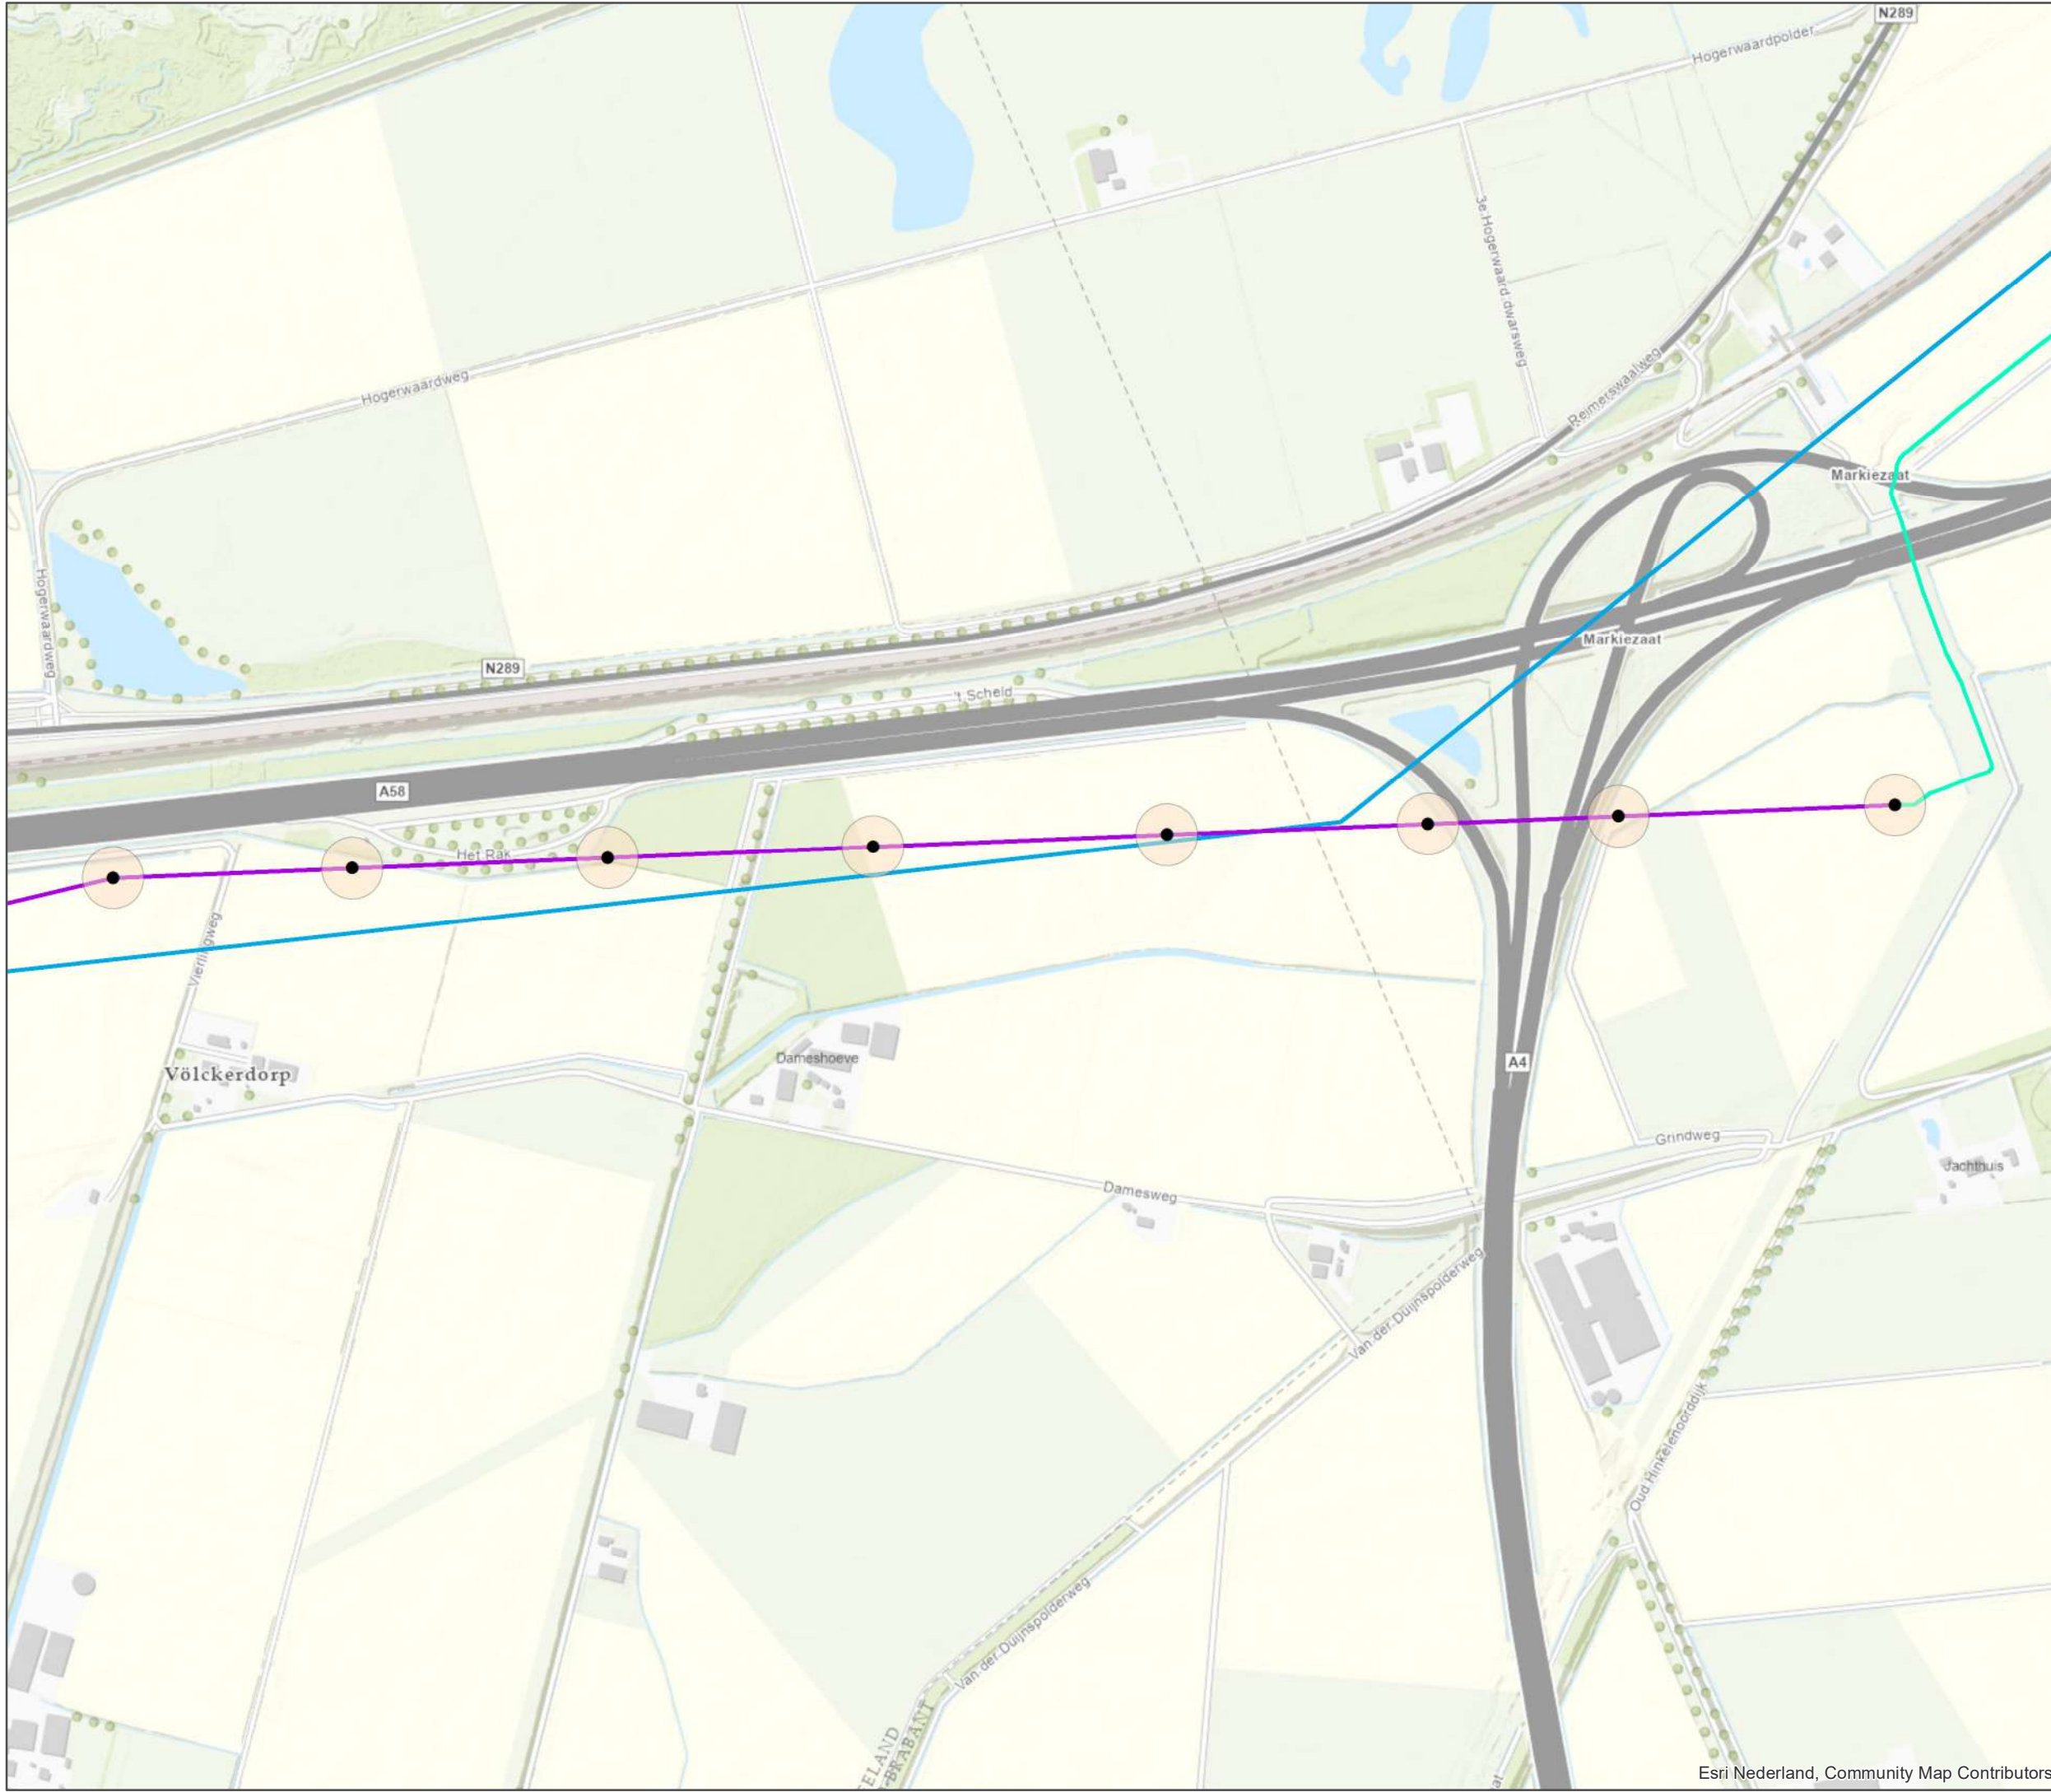 N289
Hogerwaardpolder
3e Hogerwaard dwarsweg
Hogerwaardweg
Reimerswaalweg
Markiezaat
Hogerwaardweg
Markiezaat
N289
't Scheld
A58
Het Rak
Vierlingweg
Dameshoeve
A4
Völckerdorp
Grindweg
Jachthuis
Damesweg
Van der Duijnspolderweg
Oud Hinkelenoorddijk
Van der Duijnspolderweg
Esri Nederland, Community Map Contributors